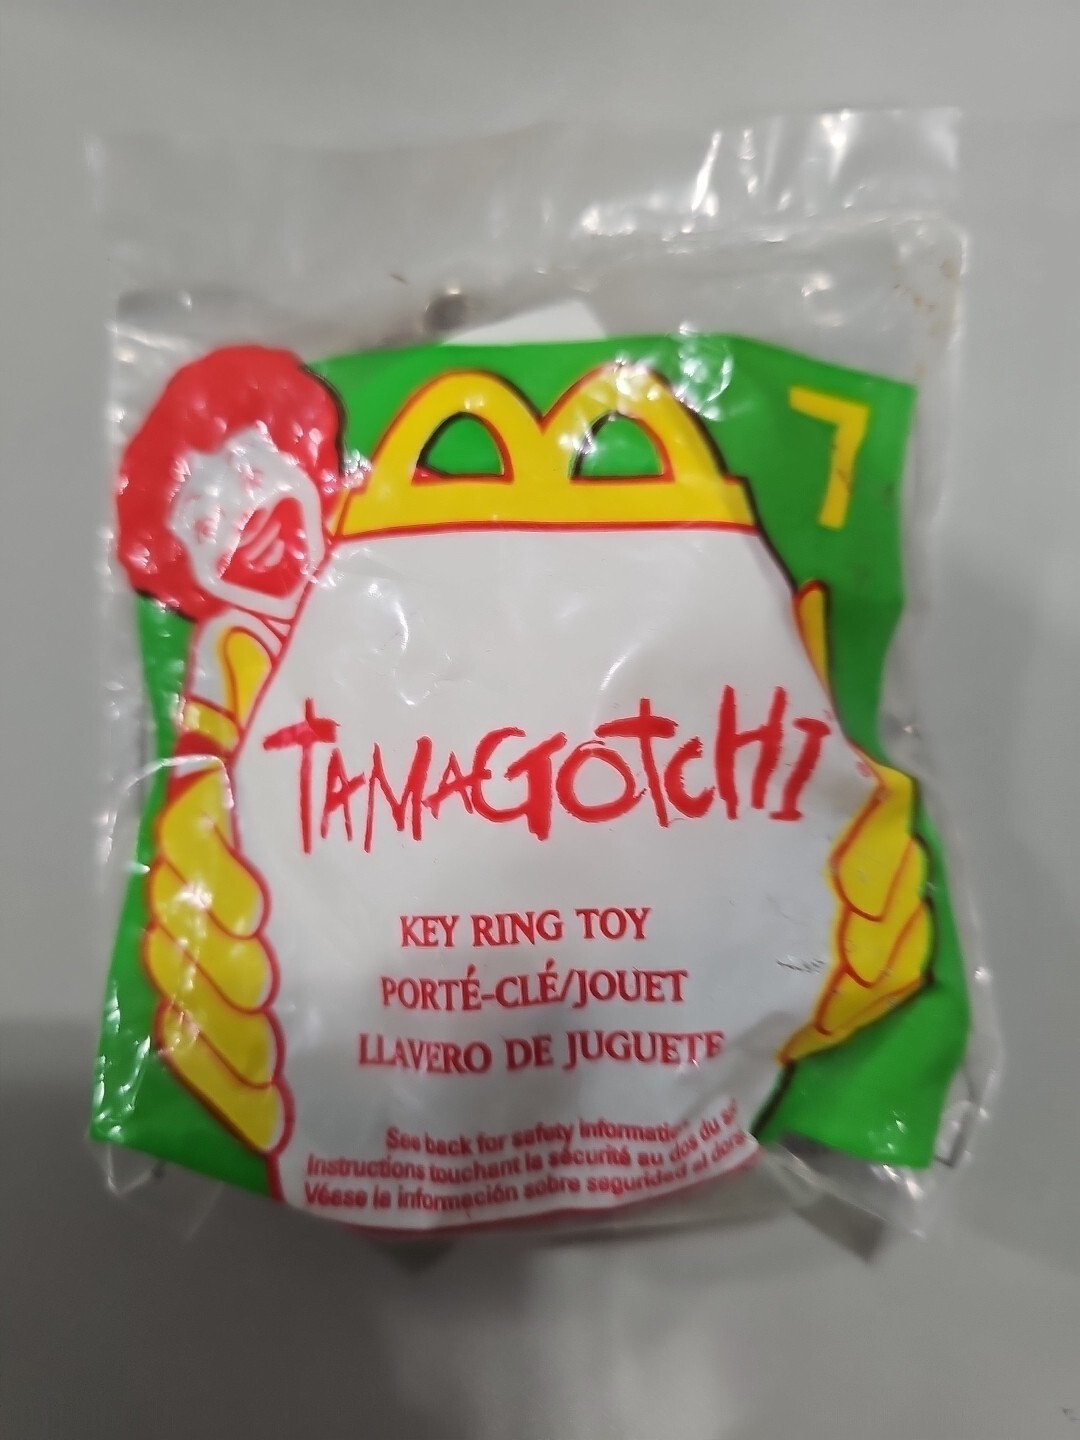 7
TAMAGOTCHI
KEY RING TOY
PORTÉ-CLÉ/JOUET
LLAVERO DE JUGUETE
See back for safety
Instructions touchant la sécurité au dos du
Véase la información sobre seguridad al